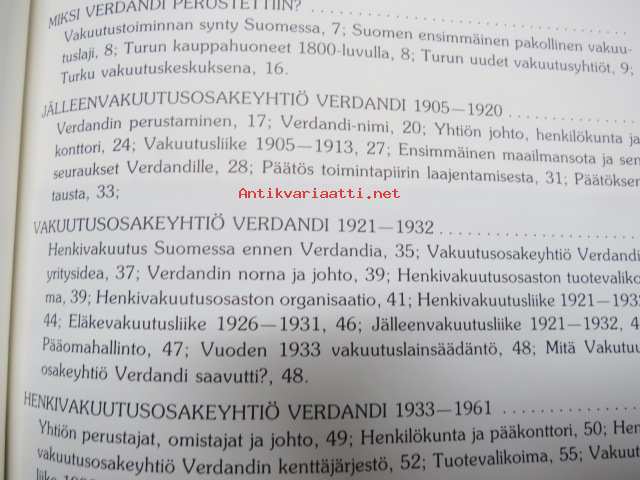 MIKSI VERDANDI PERUSTETTIIN? 
Vakuutustoiminnan synty Suomessa, 7; Suomen ensimmäinen pakollinen vakuu-
tuslaji, 8; Turun kauppahuoneet 1800-luvulla, 8; Turun uudet vakuutusyhtiöt, 9;
Turku vakuutuskeskuksena, 16.
JÄLLEENVAKUUTUSOSAKEYHTIÖ VERDANDI 1905—1920
Verdandin perustaminen, 17; Verdandi-nimi, 20; Yhtiön johto, henkilökunta ja
konttori, 24; Vakuutusliike 1905—1913, 27; Ensimmäinen maailmansota ja sen
seuraukset Verdandille, 28; Päätös toimintapiirin laajentamisesta, 31; Päätöksen
tausta, 33;
Antikvariaatti.net
VAKUUTUSOSAKEYHTIÖ VERDANDI 1921—1932
Henkivakuutus Suomessa ennen Verdandia, 35; Vakuutusosakeyhtiö Verdandi
yritysidea, 37; Verdandin norna ja johto, 39; Henkivakuutusosaston tuotevaliko
ma, 39; Henkivakuutusosaston organisaatio, 41; Henkivakuutusliike 1921—1932
44; Eläkevakuutusliike 1926—1931, 46; Jälleenvakuutusliike 1921—1932, 4
Pääomahallinto, 47; Vuoden 1933 vakuutuslainsäädäntö, 48; Mitä Vakutuu
osakeyhtiö Verdandi saavutti?, 48.
HENKIVAKUUTUSOSAKEYHTIÖ VERDANDI 1933—1961
Yhtiön perustajat, omistajat ja johto, 49; Henkilökunta ja pääkonttori, 50; Hen
vakuutusosakeyhtiö Verdandin kenttäjärjestö, 52; Tuotevalikoima, 55; Vakuut
liike